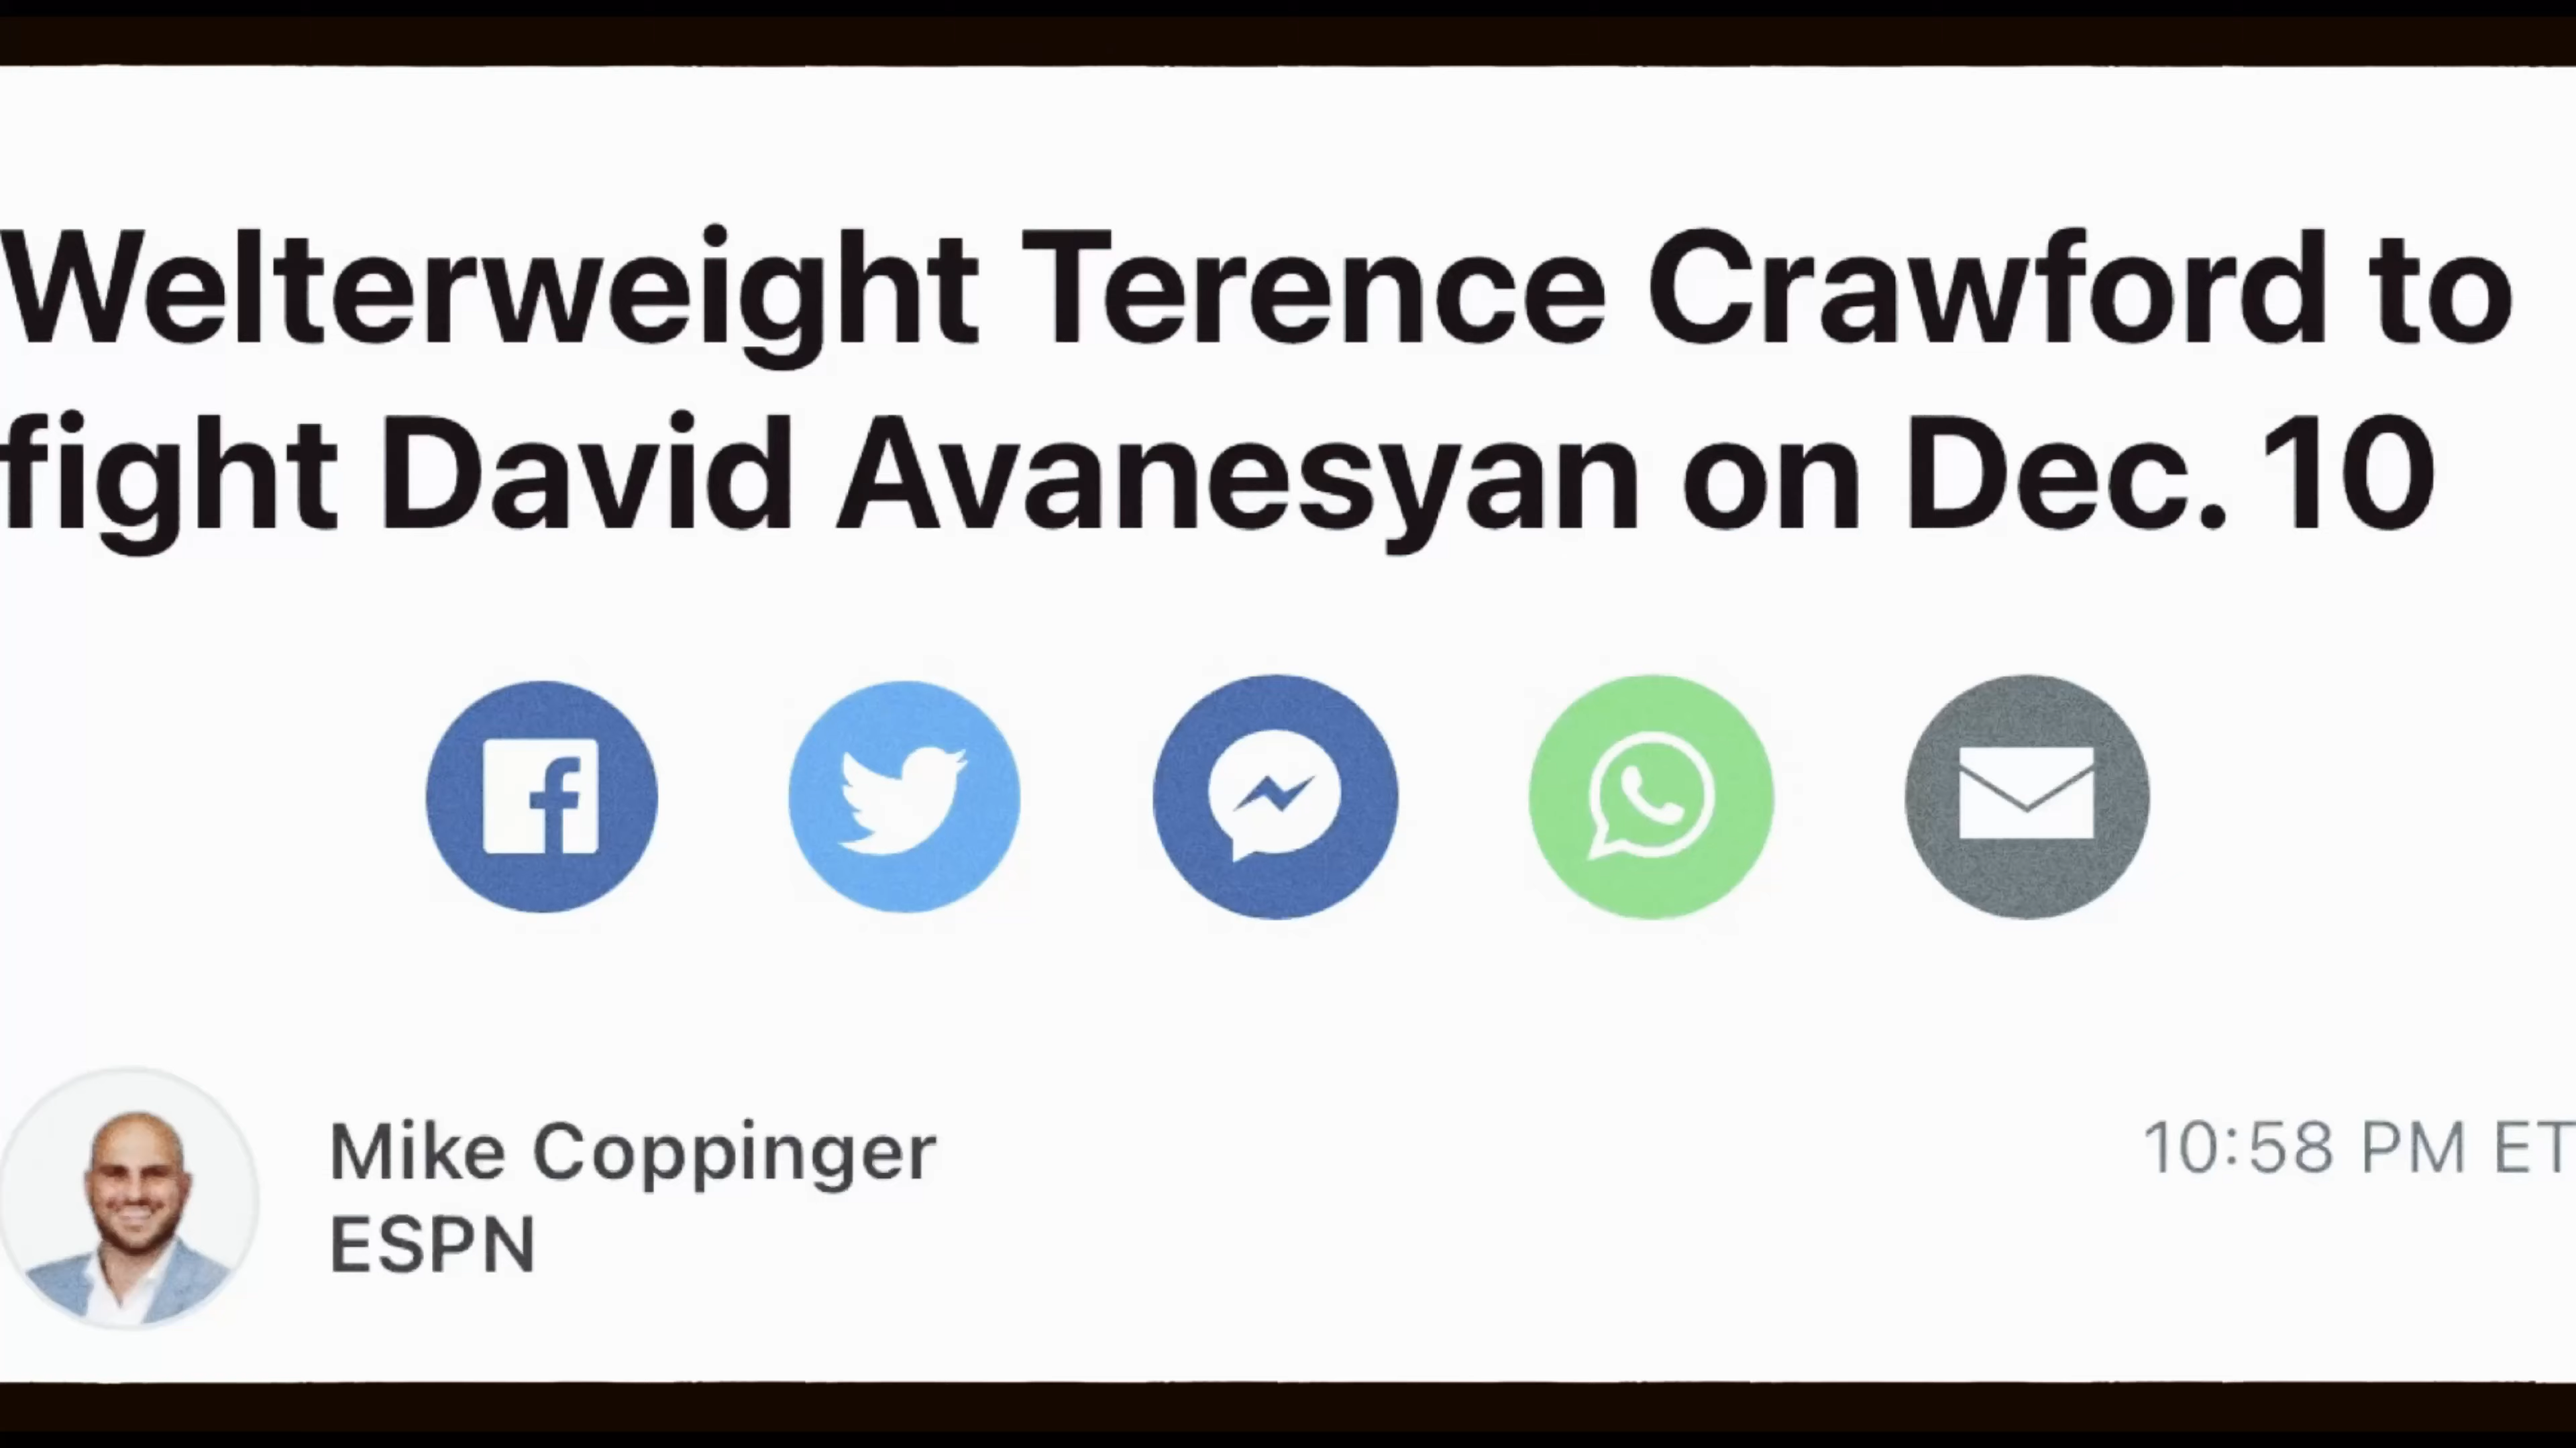 Welterweight Terence Crawford to
fight David Avanesyan on Dec. 10
Mike Coppinger
10:58 PM ET
ESPN